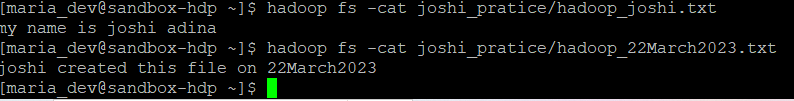 [maria_dev@sandbox-hdp ~]$ hadoop fs -cat joshi_pratice/hadoop_joshi.txt
my name is joshi adina
[maria_dev@sandbox-hdp ~]$ hadoop fs -cat joshi_pratice/hadoop_22March2023.txt
joshi created this file on 22March2023
[maria_dev@sandbox-hdp ~]$